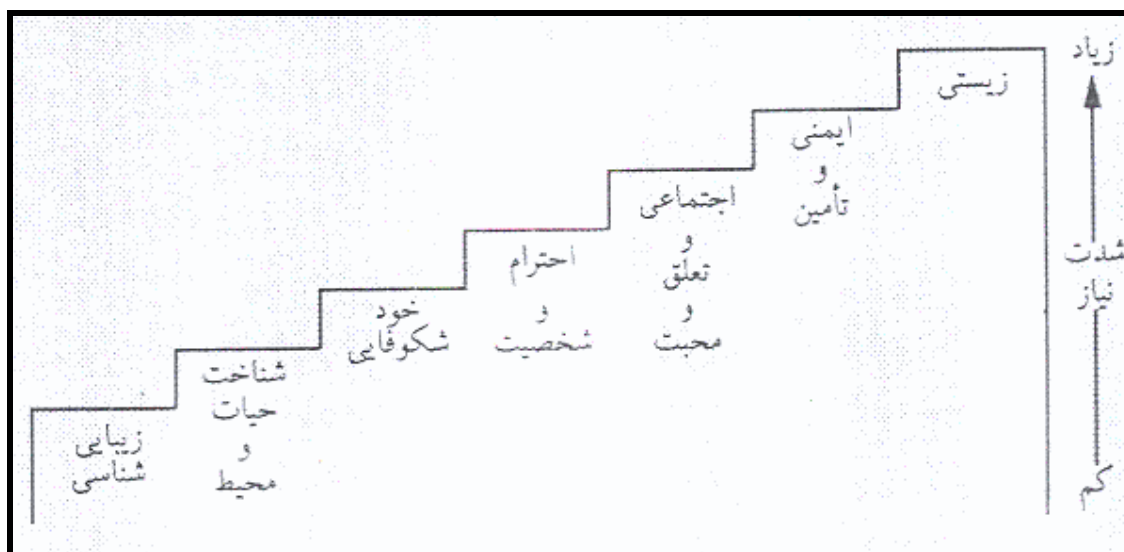 زیاد
شدت
نیاز
کم
زیستی
ایمنی
و
تأمین
اجتماعی
و
تعلق
و
محبت
احترام
و
شخصیت
خود
شکوفایی
شناخت
حیات
و
محیط
زیبایی
شناسی